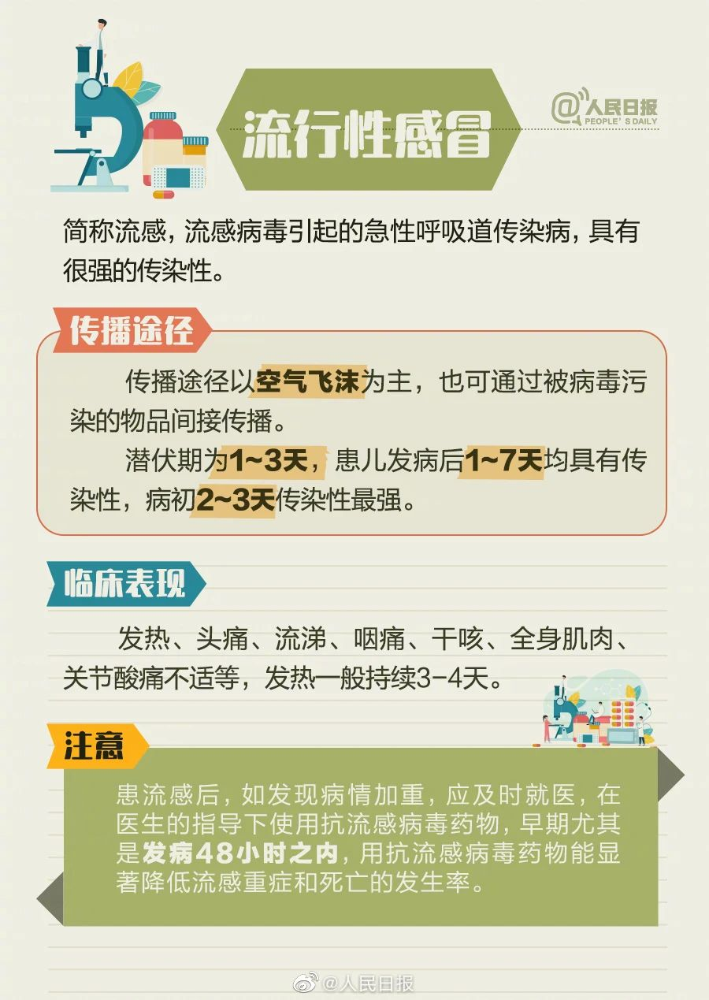 流行性感冒
@人民日报
PEOPLE'S DAILY
简称流感，流感病毒引起的急性呼吸道传染病，具有
很强的传染性。
传播途径
传播途径以空气飞沫为主，也可通过被病毒污
染的物品间接传播。
潜伏期为1~3天，患儿发病后1~7天均具有传
染性，病初2~3天传染性最强。
临床表现
发热、头痛、流涕、咽痛、干咳、全身肌肉、
关节酸痛不适等，发热一般持续3-4天。
注意
患流感后，如发现病情加重，应及时就医，在
医生的指导下使用抗流感病毒药物，早期尤其
是发病48小时之内，用抗流感病毒药物能显
著降低流感重症和死亡的发生率。
@人民日报